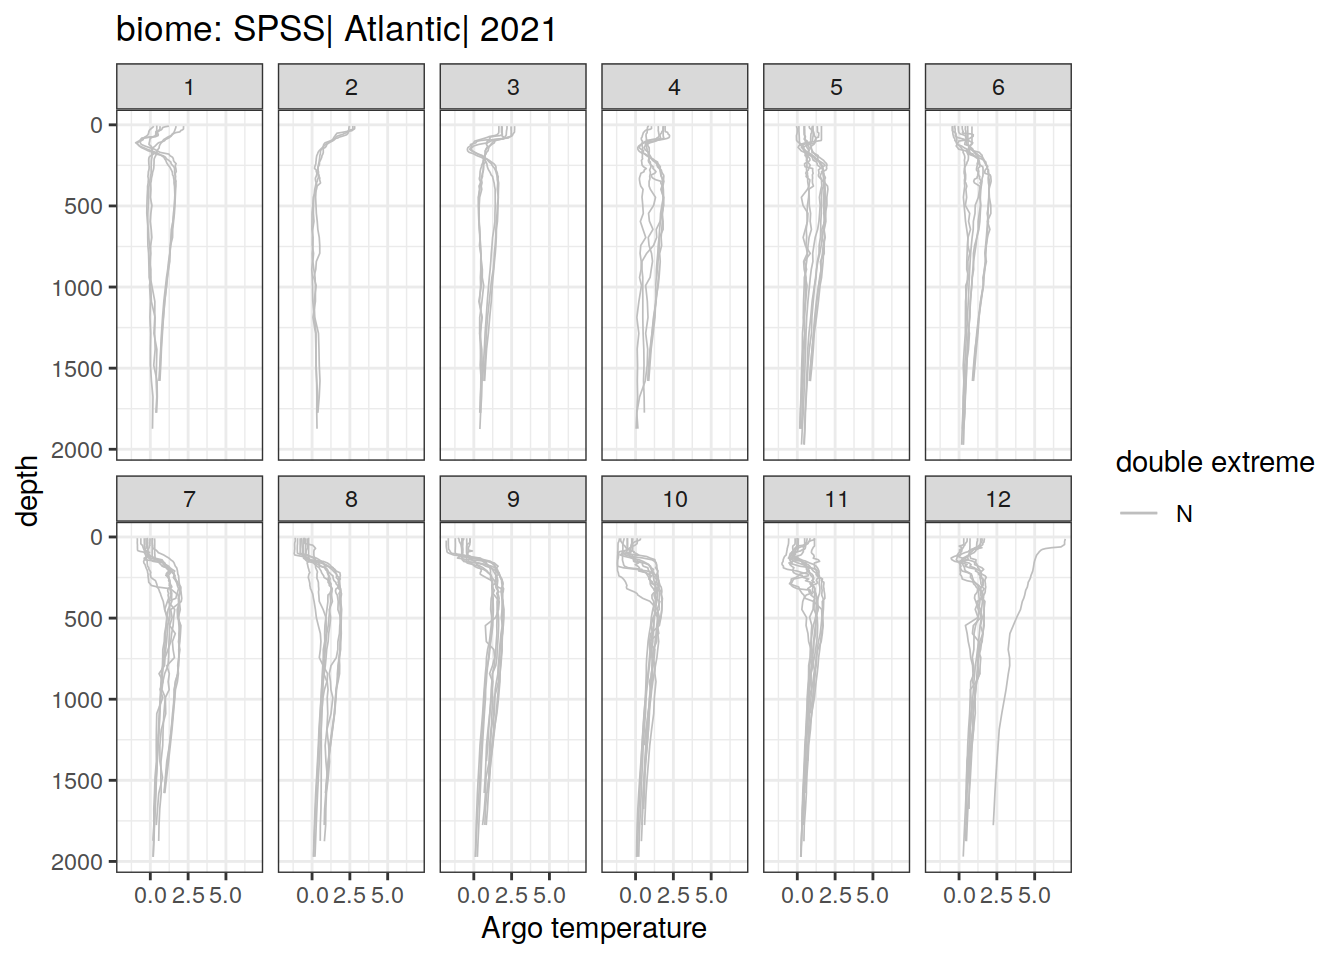 biome: SPSS| Atlantic| 2021
1 2 3 4 5 6
0
500
1000
1500
2000
7 8 9 10 11 12
0
500
1000
1500
2000
0.0 2.5 5.0 0.0 2.5 5.0 0.0 2.5 5.0 0.0 2.5 5.0 0.0 2.5 5.0 0.0 2.5 5.0
Argo temperature
depth
double extreme
N